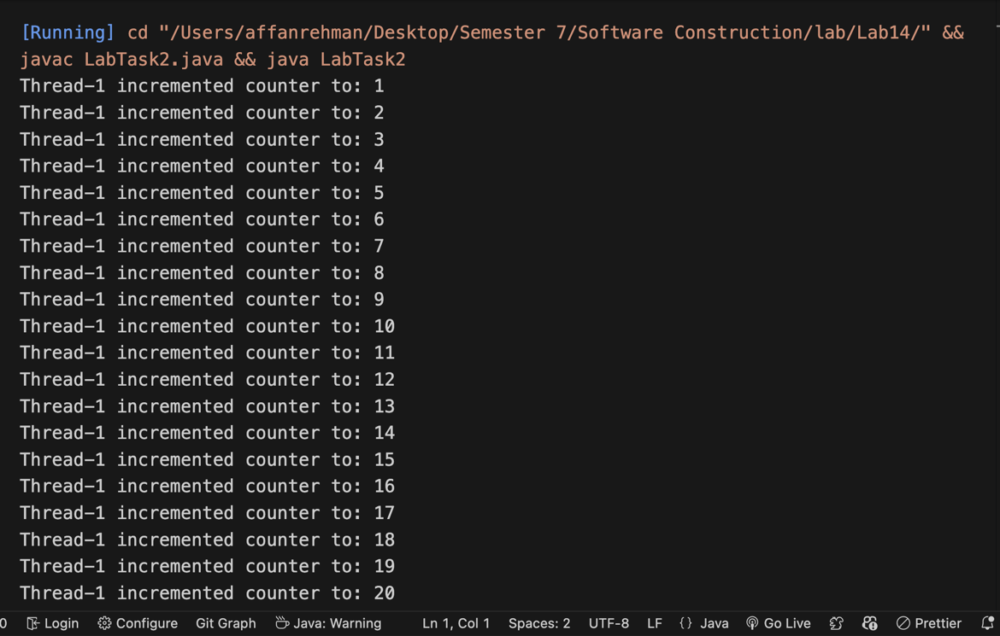 [Running] cd "/Users/affanrehman/Desktop/Semester 7/Software Construction/lab/Lab14/" &&
javac LabTask2.java && java LabTask2
Thread-1 incremented counter to: 1
Thread-1 incremented counter to: 2
Thread-1 incremented counter to: 3
Thread-1 incremented counter to: 4
Thread-1 incremented counter to: 5
Thread-1 incremented counter to: 6
Thread-1 incremented counter to: 7
Thread-1 incremented counter to: 8
Thread-1 incremented counter to: 9
Thread-1 incremented counter to: 10
Thread-1 incremented counter to: 11
Thread-1 incremented counter to: 12
Thread-1 incremented counter to: 13
Thread-1 incremented counter to: 14
Thread-1 incremented counter to: 15
Thread-1 incremented counter to: 16
Thread-1 incremented counter to: 17
Thread-1 incremented counter to: 18
Thread-1 incremented counter to: 19
Thread-1 incremented counter to: 20
0 Login Configure Git Graph Java: Warning Ln 1, Col 1 Spaces: 2 UTF-8 LF {} Java Go Live Prettier